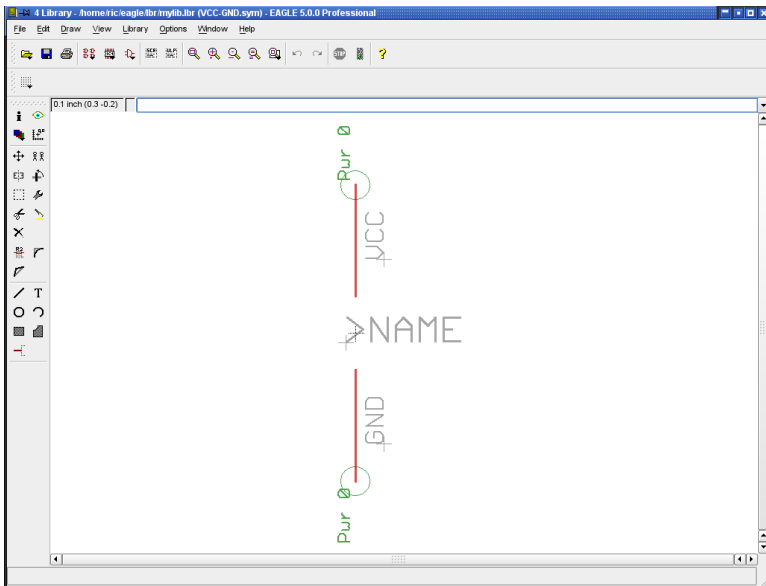 4 Library - /home/ric/eagle/lbr/mylib.lbr (VCC-GND.sym) - EAGLE 5.0.0 Professional
File Edit Draw View Library Options Window Help
0.1 inch (0.3 -0.2)
Pwr 0
VCC
>NAME
GND
Pwr 0